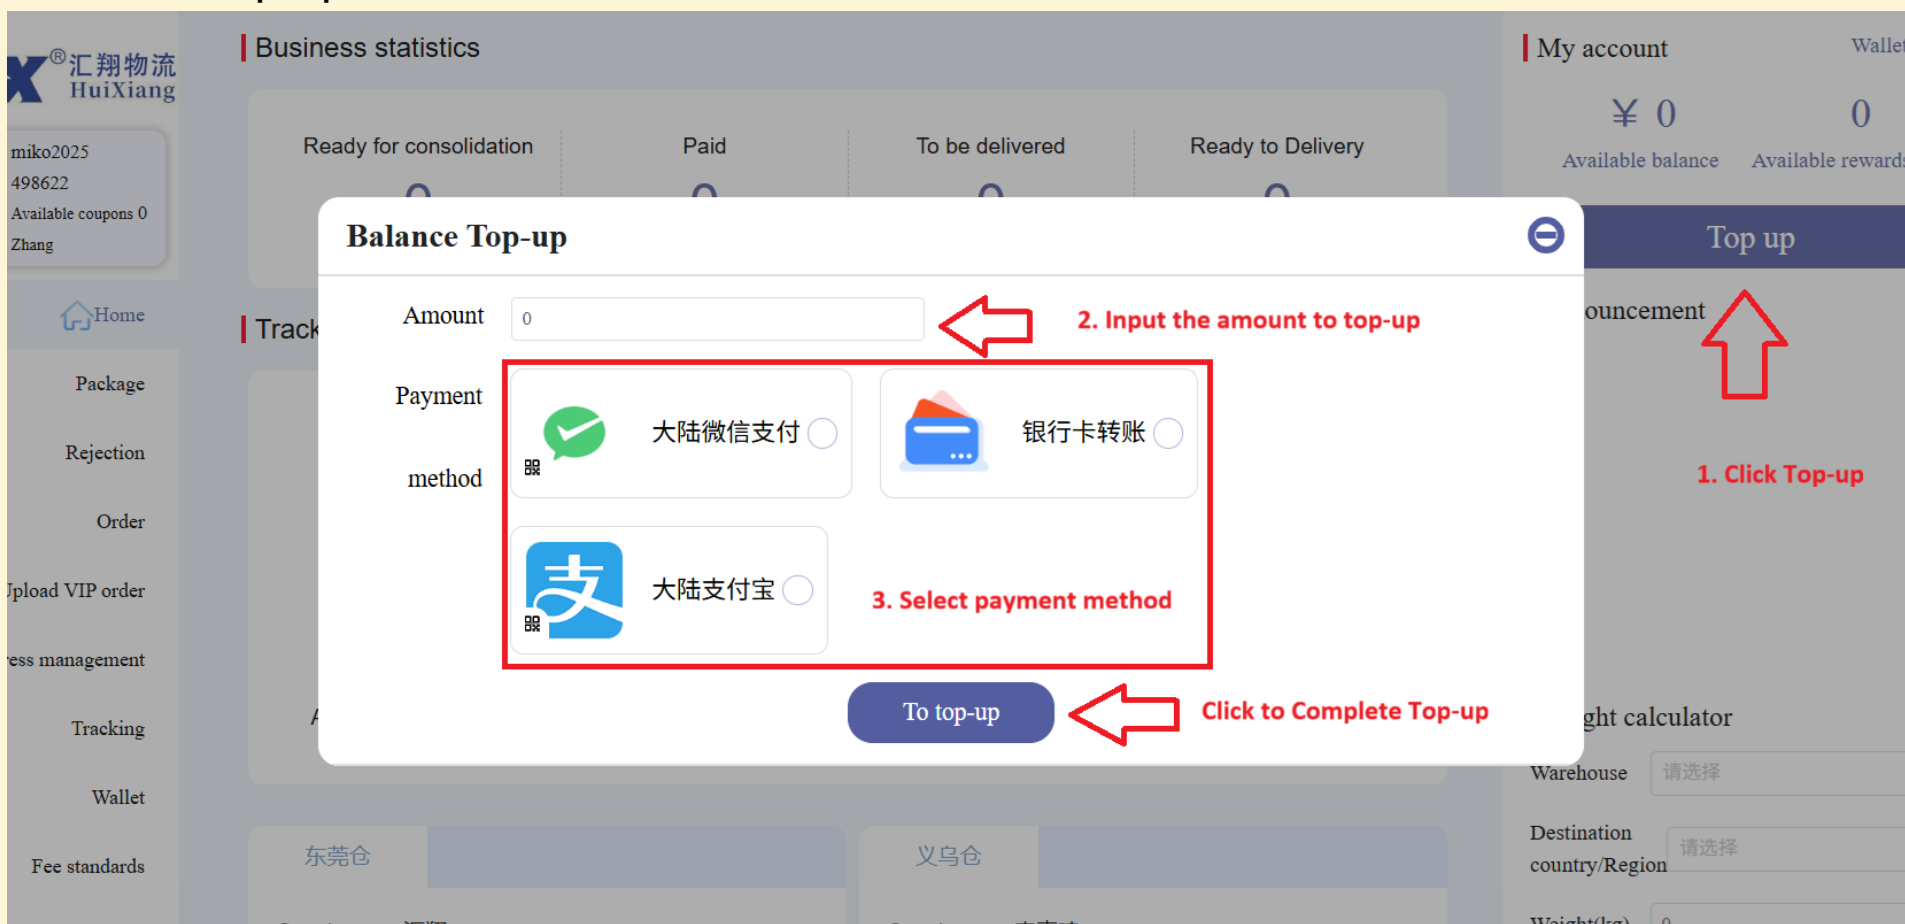 ®汇翔物流
HuiXiang
miko2025
498622
Available coupons 0
Zhang
Home
Package
Rejection
Order
Upload VIP order
management
Tracking
Wallet
Fee standards
Business statistics
Ready for consolidation
Paid
To be delivered
Ready to Delivery
My account
Wallet
¥ 0
0
Available balance
Available rewards
Top up
1. Click Top-up
Balance Top-up
Amount
0
2. Input the amount to top-up
Payment
method
大陆微信支付
银行卡转账
支
大陆支付宝
3. Select payment method
To top-up
Click to Complete Top-up
Warehouse
请选择
Destination
country/Region
请选择
东莞仓
义乌仓
calculator